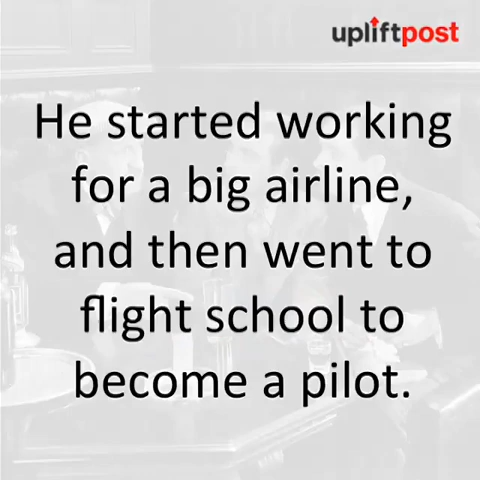 upliftpost
He started working
for a big airline,
and then went to
flight school to
become a pilot.